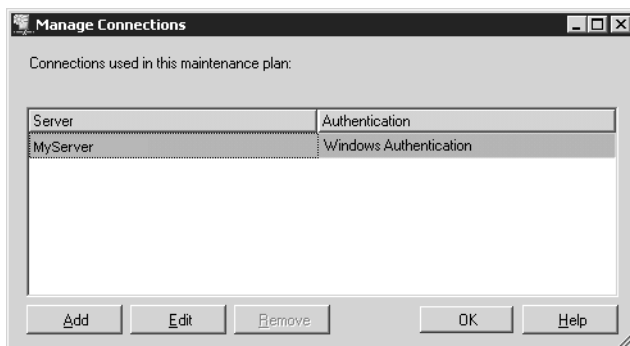 Manage Connections
Connections used in this maintenance plan:
Server Authentication
MyServer Windows Authentication
Add Edit Remove OK Help